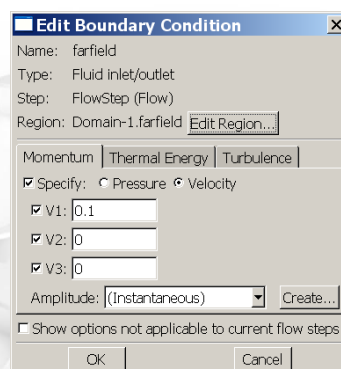 Edit Boundary Condition
Name: farfield
Type: Fluid inlet/outlet
Step: FlowStep (Flow)
Region: Domain-1.farfield Edit Region...
Momentum Thermal Energy Turbulence
Specify: Pressure Velocity
V1: 0.1
V2: 0
V3: 0
Amplitude: (Instantaneous) Create...
Show options not applicable to current flow steps
OK Cancel